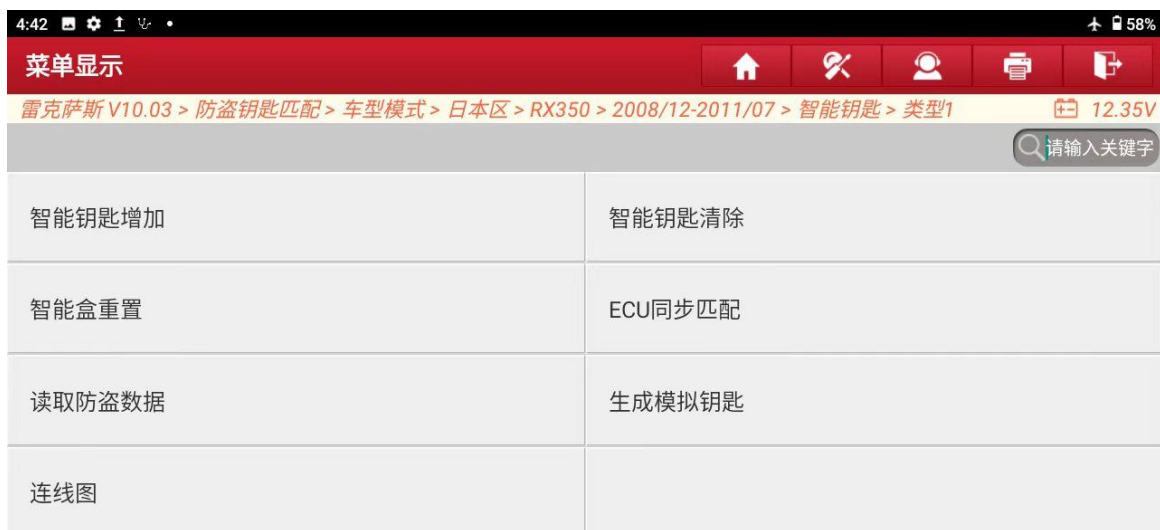 4:42 58%
菜单显示
雷克萨斯 V10.03 > 防盗钥匙匹配 > 车型模式 > 日本区 > RX350 > 2008/12-2011/07 > 智能钥匙 > 类型1 12.35V
请输入关键字
智能钥匙增加 智能钥匙清除
智能盒重置 ECU同步匹配
读取防盗数据 生成模拟钥匙
连线图